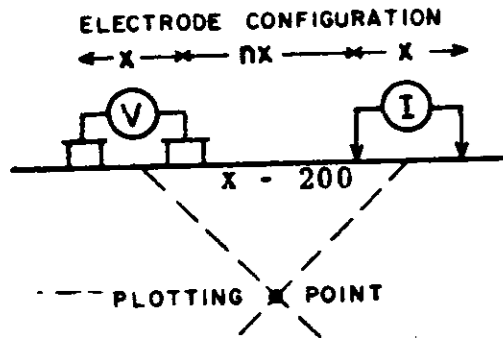 ELECTRODE CONFIGURATION
x nx x
V I
x - 200
PLOTTING POINT